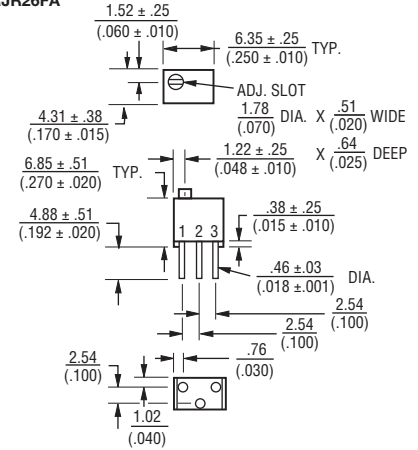 1.52 ± .25
(.060 ± .010)
6.35 ± .25
(.250 ± .010)
TYP.
ADJ. SLOT
1.78
(.070)
DIA. X
.51
(.020)
WIDE
X
.64
(.025)
DEEP
4.31 ± .38
(.170 ± .015)
1.22 ± .25
(.048 ± .010)
6.85 ± .51
(.270 ± .020)
TYP.
4.88 ± .51
(.192 ± .020)
.38 ± .25
(.015 ± .010)
1 2 3
.46 ±.03
(.018 ±.001)
DIA.
2.54
(.100)
2.54
(.100)
2.54
(.100)
.76
(.030)
1.02
(.040)